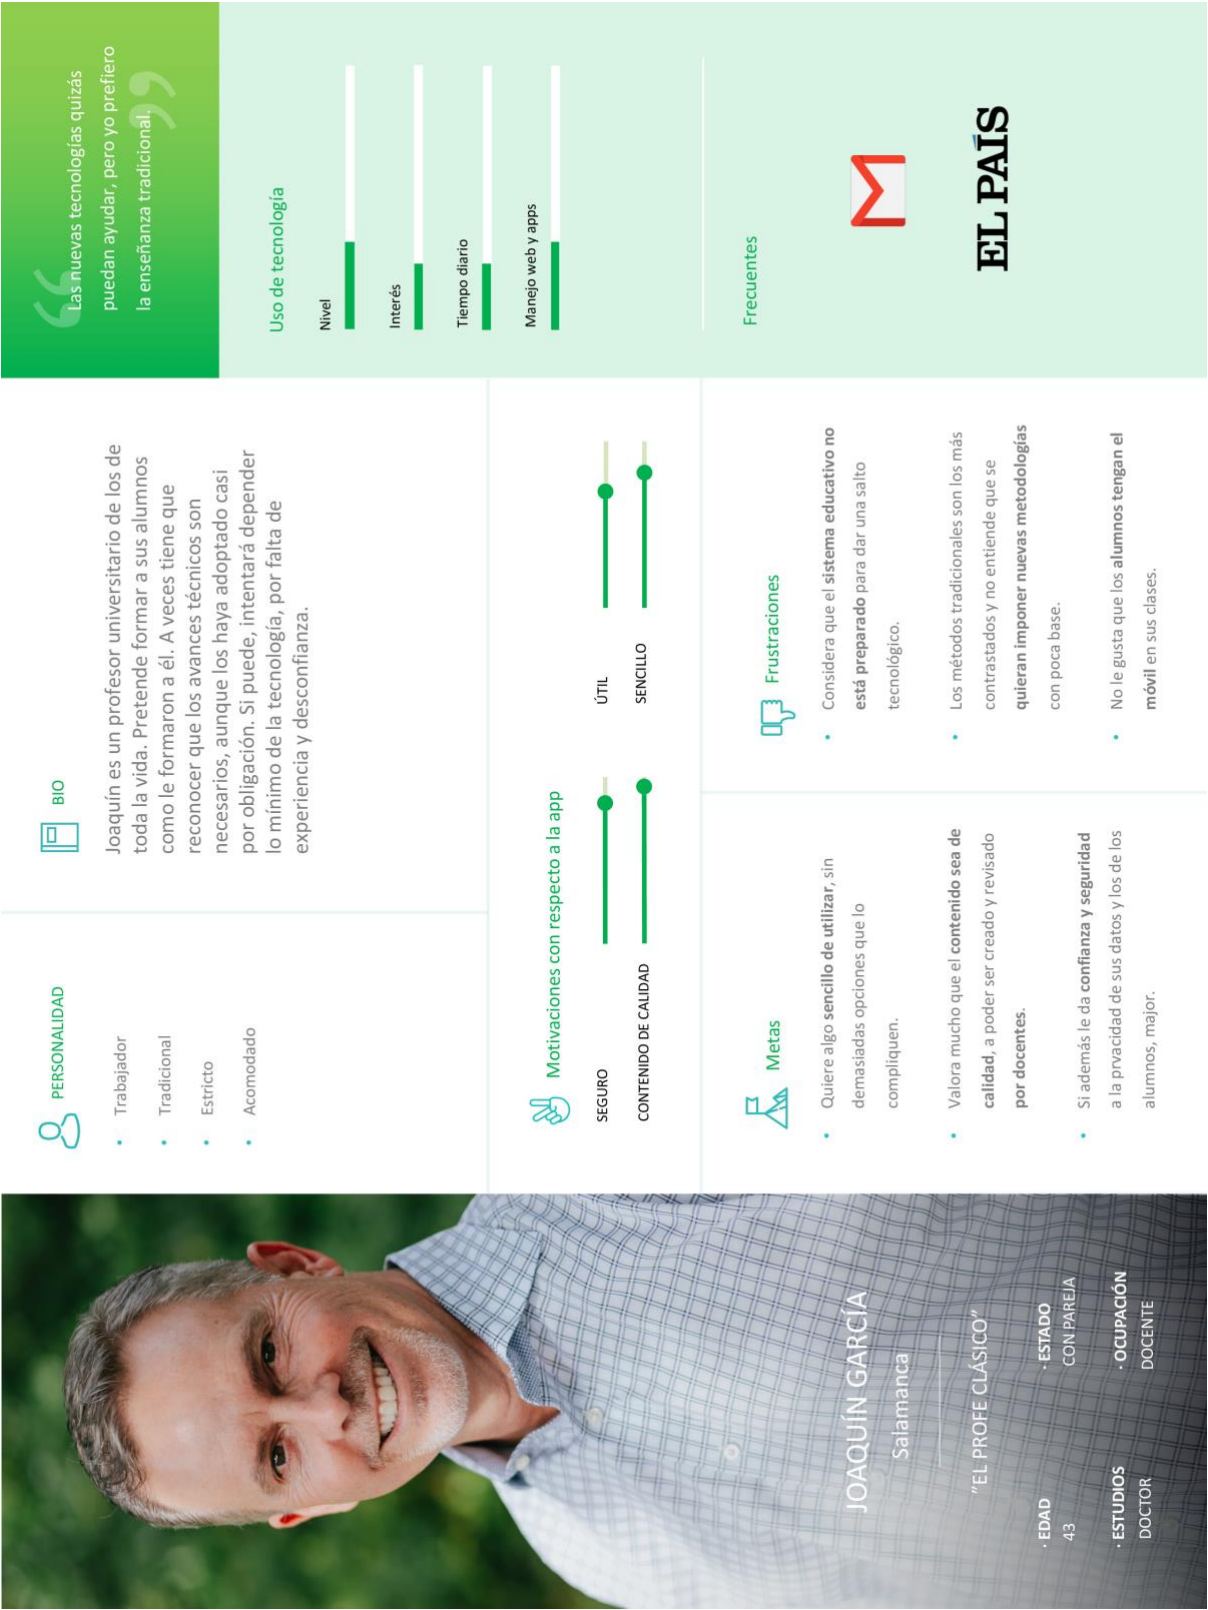 JOAQUÍN GARCÍA
Salamanca
"EL PROFE CLÁSICO"
· EDAD
43
· ESTADO
CON PAREJA
· ESTUDIOS
DOCTOR
· OCUPACIÓN
DOCENTE
PERSONALIDAD
• Trabajador
• Tradicional
• Estricto
• Acomodado
BIO
Joaquín es un profesor universitario de los de
toda la vida. Pretende formar a sus alumnos
como le formaron a él. A veces tiene que
reconocer que los avances técnicos son
necesarios, aunque los haya adoptado casi
por obligación. Si puede, intentará depender
lo mínimo de la tecnología, por falta de
experiencia y desconfianza.
Motivaciones con respecto a la app
SEGURO
CONTENIDO DE CALIDAD
ÚTIL
SENCILLO
Metas
• Quiere algo sencillo de utilizar, sin
demasiadas opciones que lo
compliquen.
• Valora mucho que el contenido sea de
calidad, a poder ser creado y revisado
por docentes.
• Si además le da confianza y seguridad
a la prvacidad de sus datos y los de los
alumnos, major.
Frustraciones
• Considera que el sistema educativo no
está preparado para dar una salto
tecnológico.
• Los métodos tradicionales son los más
contrastados y no entiende que se
quieran imponer nuevas metodologías
con poca base.
• No le gusta que los alumnos tengan el
móvil en sus clases.
“
Las nuevas tecnologías quizás
puedan ayudar, pero yo prefiero
la enseñanza tradicional.
”
Uso de tecnología
Nivel
Interés
Tiempo diario
Manejo web y apps
Frecuentes
EL PAÍS